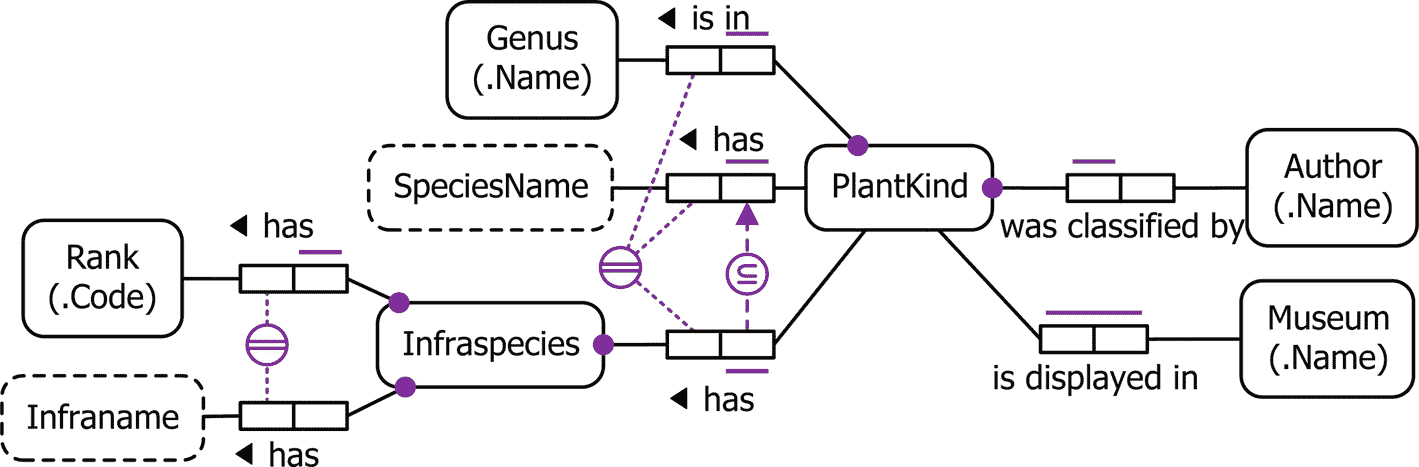 ◄ is in
Genus
(.Name)
◄ has
SpeciesName
PlantKind
Author
(.Name)
was classified by
◄ has
Rank
(.Code)
Infraspecies
Museum
(.Name)
is displayed in
◄ has
Infraname
◄ has